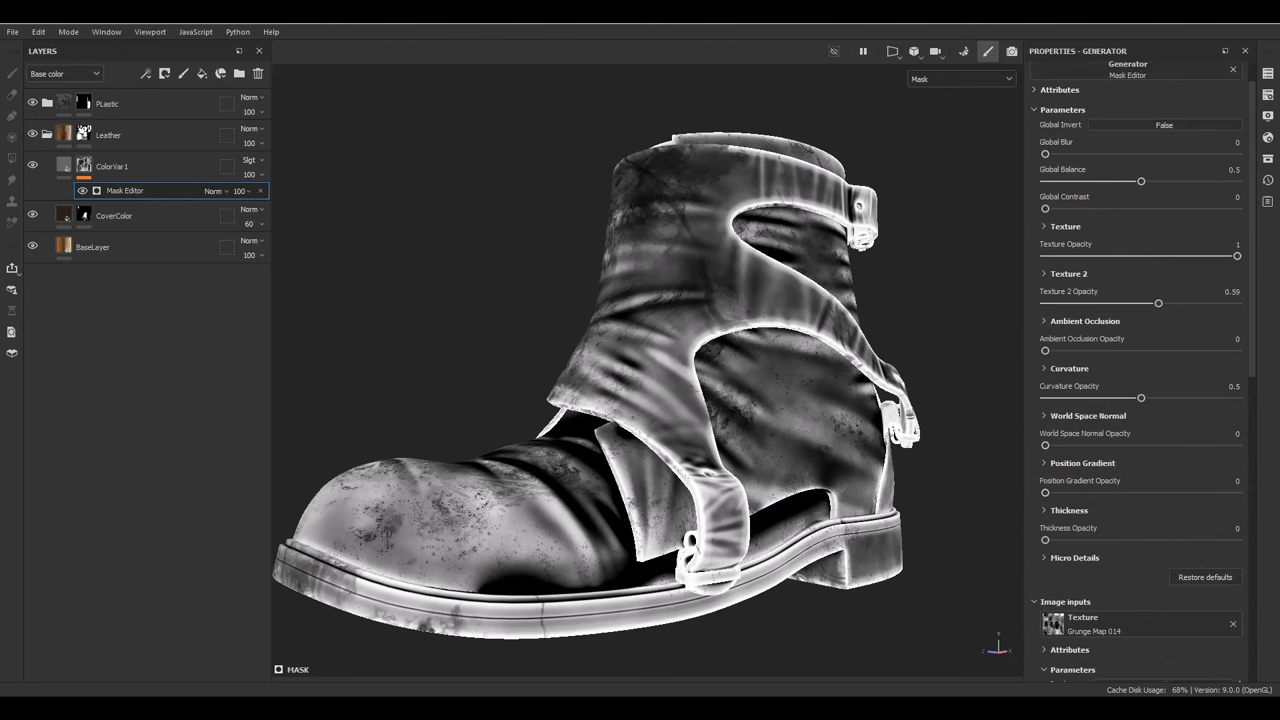 File Edit Mode Window Viewport JavaScript Python Help
LAYERS
Base color
PLastic Norm 100
Leather Norm 100
ColorVar1 Slgt 100
Mask Editor Norm 100
CoverColor Norm 60
BaseLayer Norm 100
Mask
MASK
Y
Z X
PROPERTIES - GENERATOR
Generator
Mask Editor
Attributes
Parameters
Global Invert False
Global Blur 0
Global Balance 0.5
Global Contrast 0
Texture
Texture Opacity 1
Texture 2
Texture 2 Opacity 0.59
Ambient Occlusion
Ambient Occlusion Opacity 0
Curvature
Curvature Opacity 0.5
World Space Normal
World Space Normal Opacity 0
Position Gradient
Position Gradient Opacity 0
Thickness
Thickness Opacity 0
Micro Details
Restore defaults
Image inputs
Texture
Grunge Map 014
Attributes
Parameters
Cache Disk Usage: 68% | Version: 9.0.0 (OpenGL)